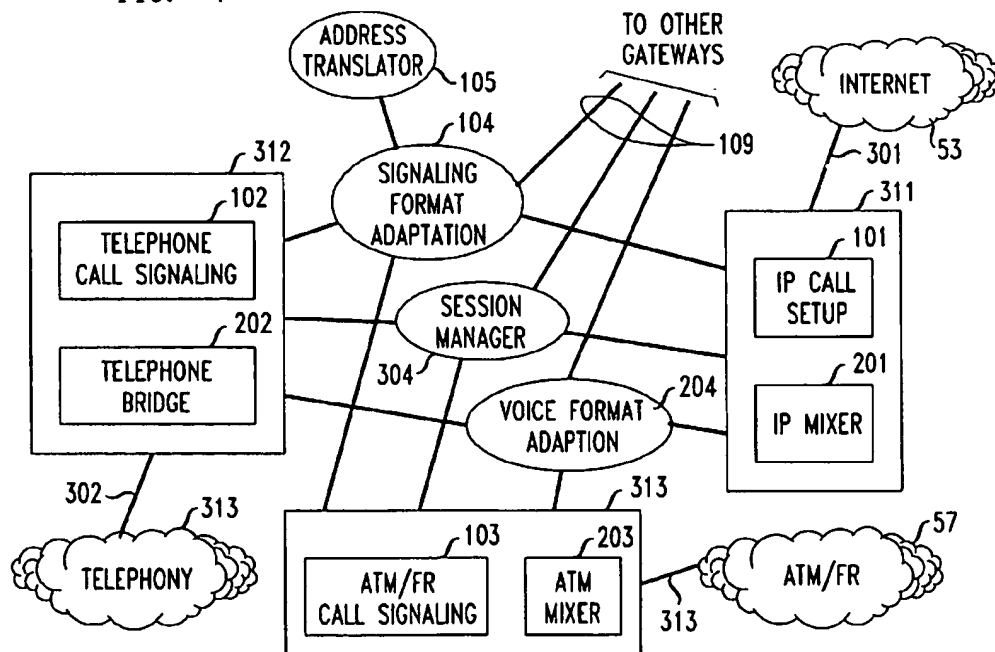 ADDRESS
TRANSLATOR
105
TO OTHER
GATEWAYS
INTERNET
53
104
109
301
312
311
SIGNALING
FORMAT
ADAPTATION
102
TELEPHONE
CALL SIGNALING
101
IP CALL
SETUP
SESSION
MANAGER
304
202
TELEPHONE
BRIDGE
201
IP MIXER
204
VOICE FORMAT
ADAPTION
302
313
TELEPHONY
313
103
ATM/FR
CALL SIGNALING
203
ATM
MIXER
313
57
ATM/FR